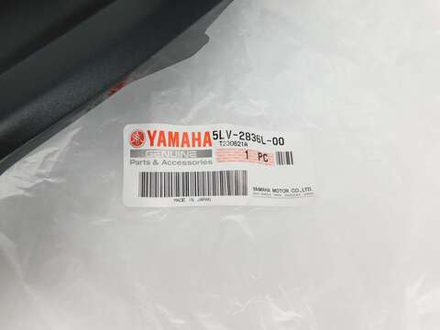 YAMAHA 5LV-2836L-00
GENUINE T230821A
Parts & Accessories 1 PC
MADE IN JAPAN
YAMAHA MOTOR CO., LTD.